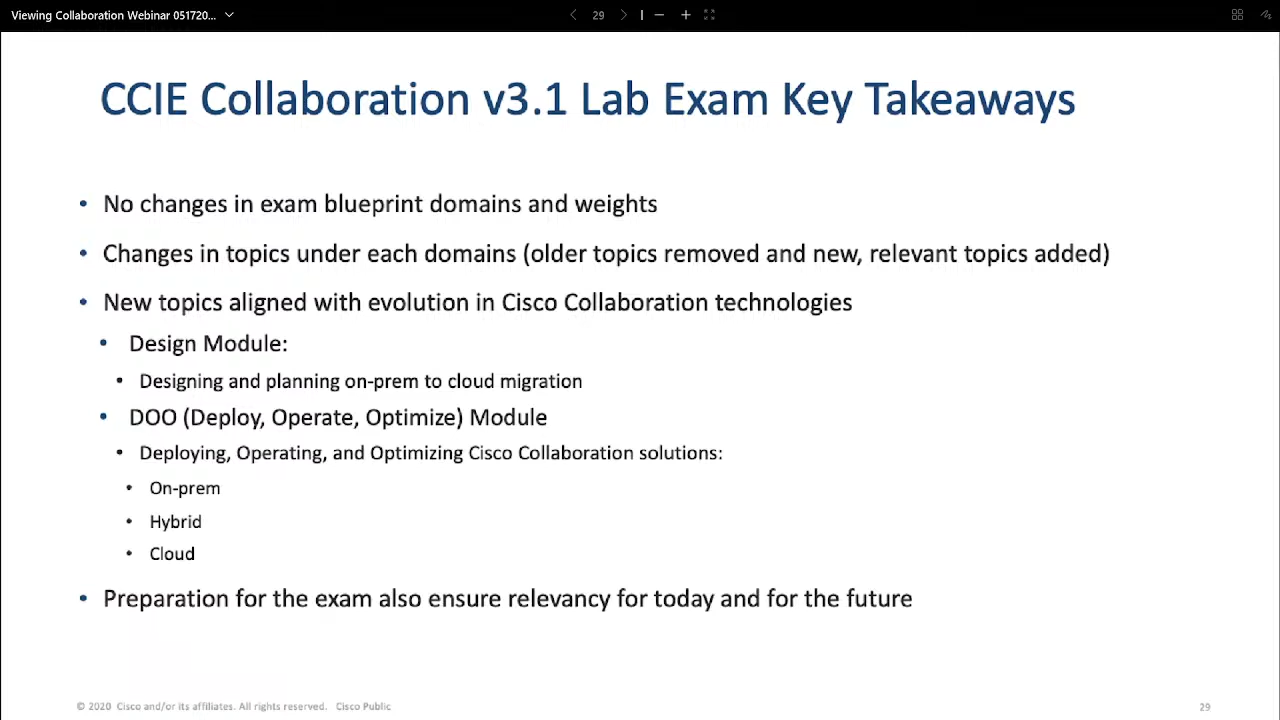 Viewing Collaboration Webinar 051720...
29
CCIE Collaboration v3.1 Lab Exam Key Takeaways
• No changes in exam blueprint domains and weights
• Changes in topics under each domains (older topics removed and new, relevant topics added)
• New topics aligned with evolution in Cisco Collaboration technologies
• Design Module:
• Designing and planning on-prem to cloud migration
• DOO (Deploy, Operate, Optimize) Module
• Deploying, Operating, and Optimizing Cisco Collaboration solutions:
• On-prem
• Hybrid
• Cloud
• Preparation for the exam also ensure relevancy for today and for the future
© 2020 Cisco and/or its affiliates. All rights reserved. Cisco Public
29